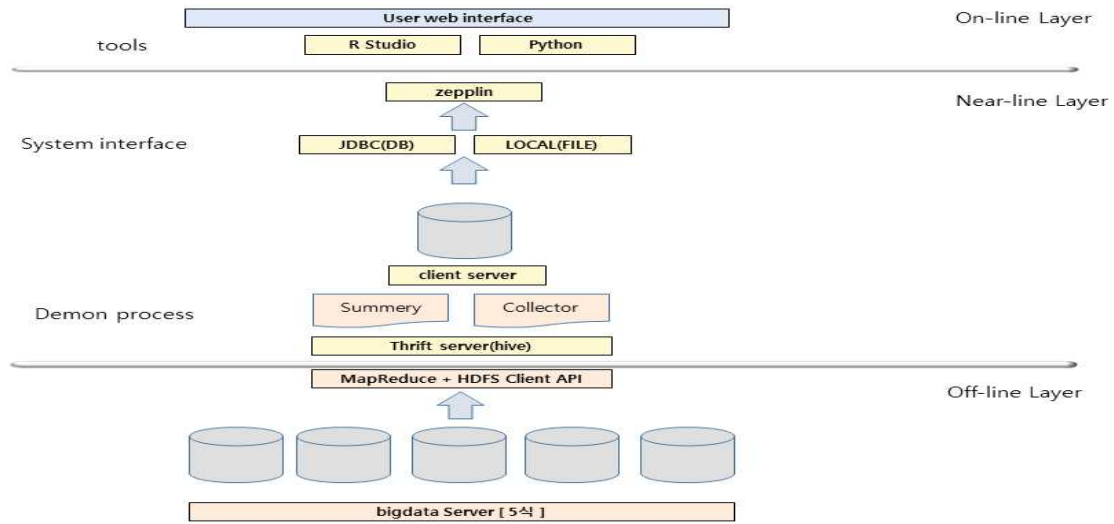 User web interface
On-line Layer
tools
R Studio
Python
zepplin
Near-line Layer
System interface
JDBC(DB)
LOCAL(FILE)
client server
Demon process
Summery
Collector
Thrift server(hive)
MapReduce + HDFS Client API
Off-line Layer
bigdata Server [ 5식 ]